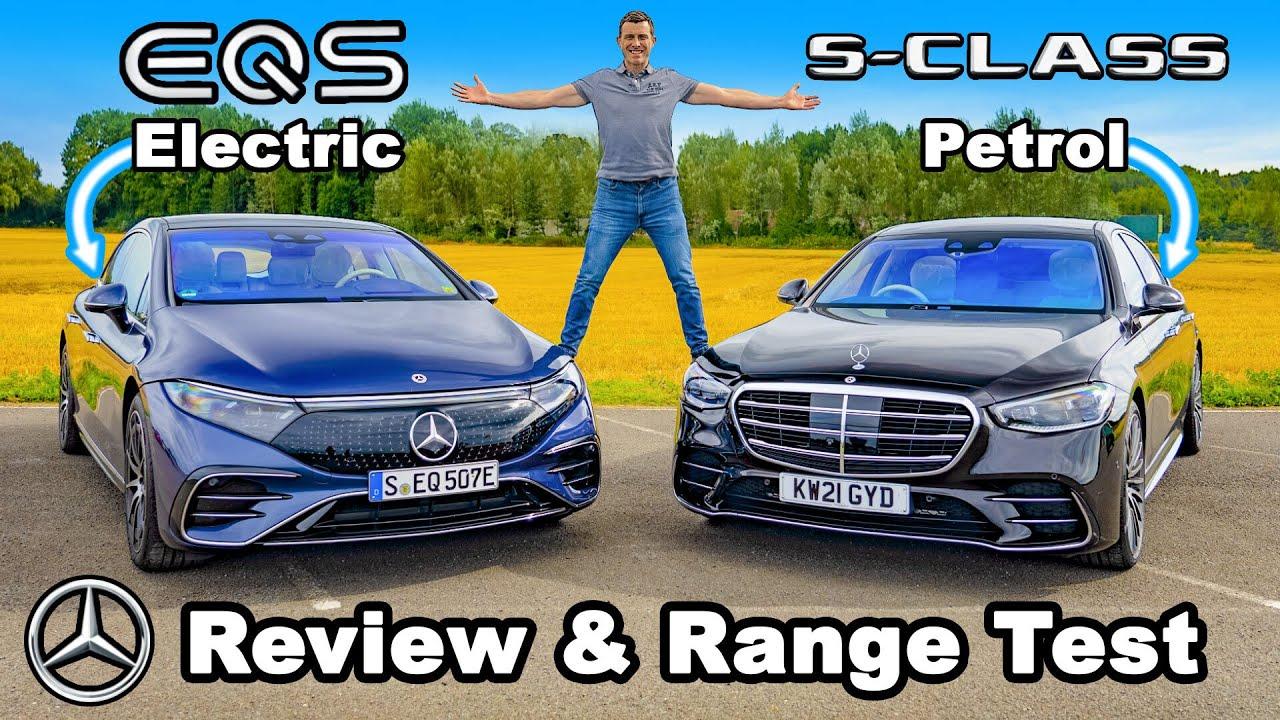 EQS
Electric
S-CLASS
Petrol
S EQ 507E
KW21 GYD
Review & Range Test